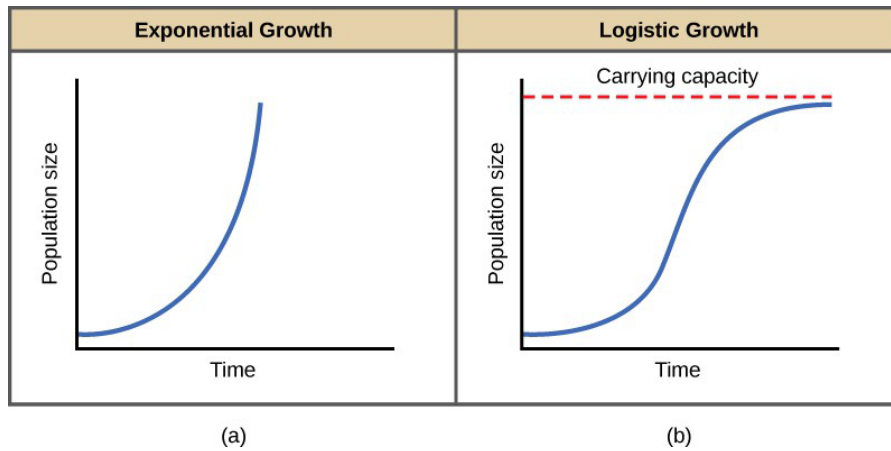 Exponential Growth
Logistic Growth
Population size
Time
Carrying capacity
Population size
Time
(a)
(b)